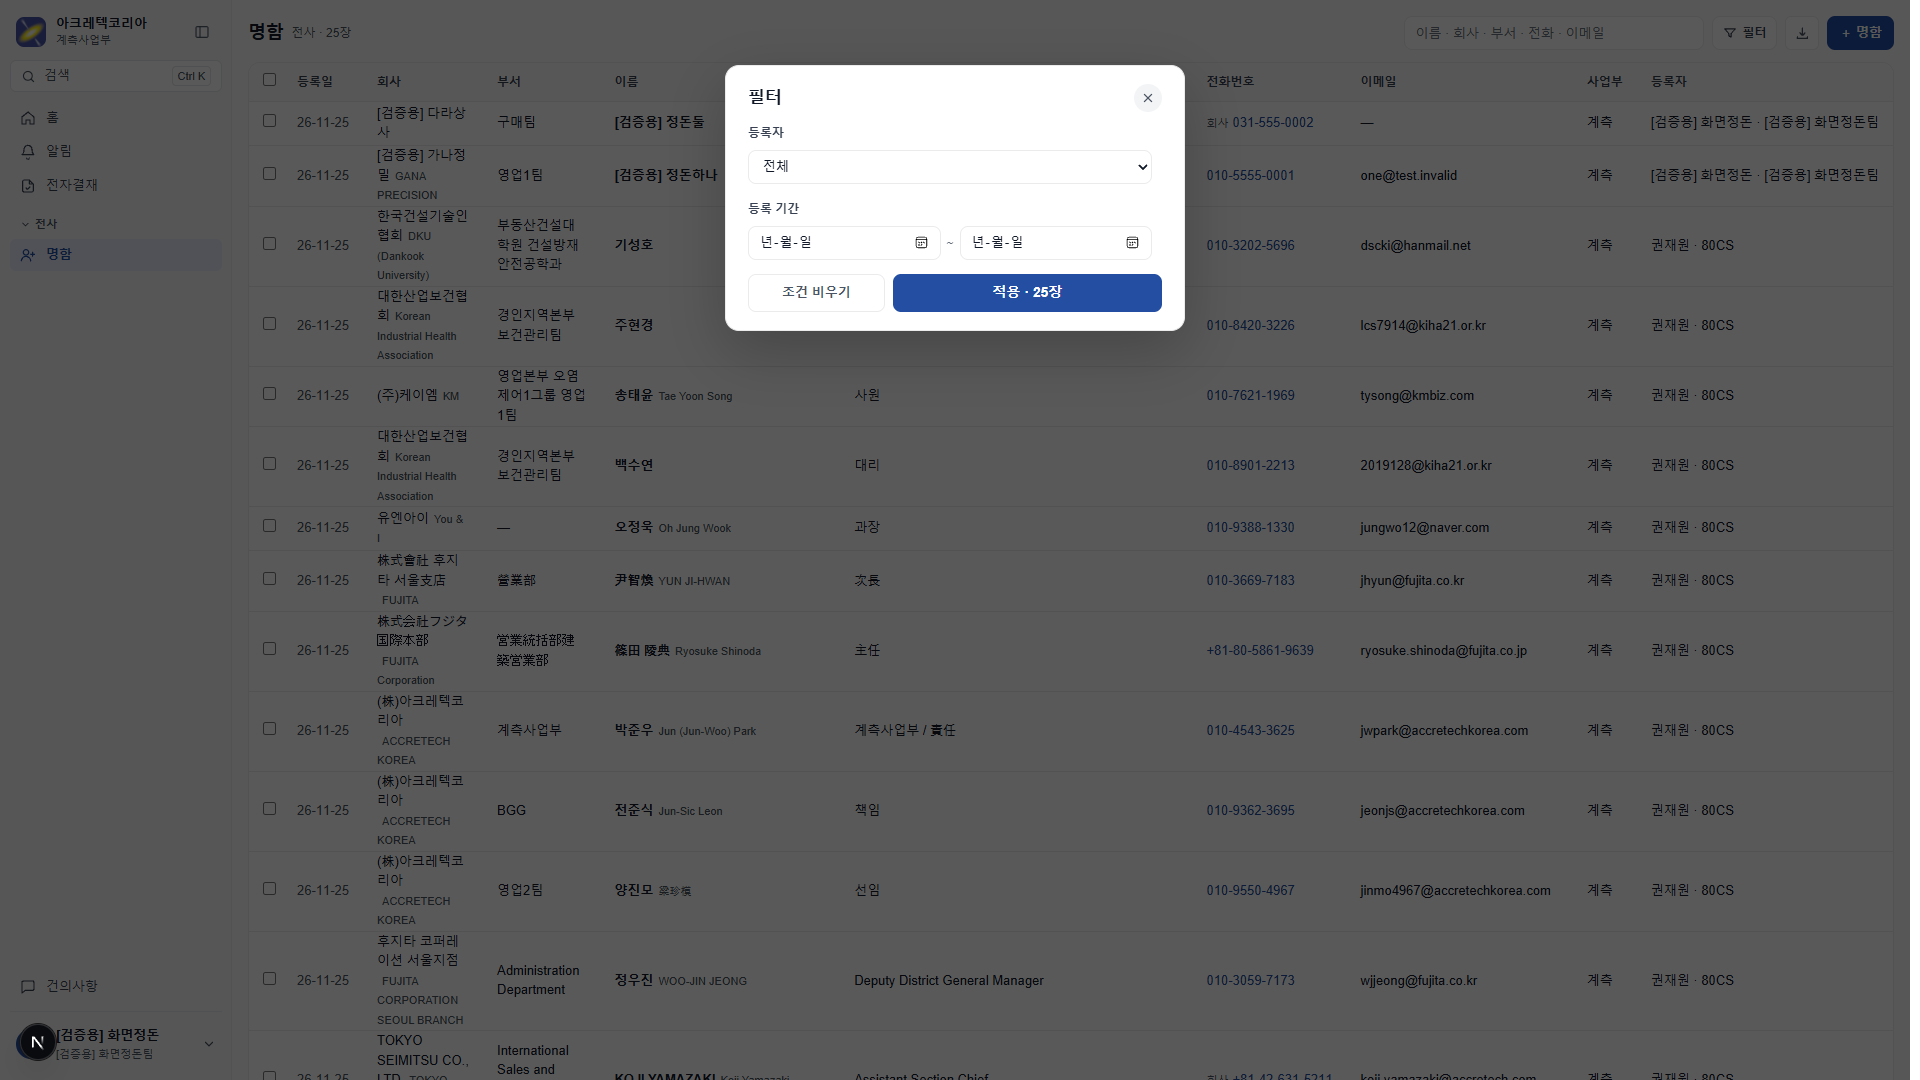 아크레텍코리아
계측사업부
검색
Ctrl K
홈
알림
전자결재
전사
명함
건의사항
N
[검증용] 화면정돈
[검증용] 화면정돈팀
명함 전사 · 25장
이름 · 회사 · 부서 · 전화 · 이메일
필터
+ 명함
필터
등록자
전체
등록 기간
년-월-일 ~ 년-월-일
조건 비우기
적용 · 25장
등록일 회사 부서 이름 전화번호 이메일 사업부 등록자
26-11-25 [검증용] 다라상사 구매팀 [검증용] 정돈둘 회사 031-555-0002 — 계측 [검증용] 화면정돈 · [검증용] 화면정돈팀
26-11-25 [검증용] 가나정밀 GANA PRECISION 영업1팀 [검증용] 정돈하나 010-5555-0001 one@test.invalid 계측 [검증용] 화면정돈 · [검증용] 화면정돈팀
26-11-25 한국건설기술인협회 DKU (Dankook University) 부동산건설대학원 건설방재안전공학과 기성호 010-3202-5696 dscki@hanmail.net 계측 권재원 · 80CS
26-11-25 대한산업보건협회 Korean Industrial Health Association 경인지역본부 보건관리팀 주현경 010-8420-3226 lcs7914@kiha21.or.kr 계측 권재원 · 80CS
26-11-25 (주)케이엠 KM 영업본부 오염제어1그룹 영업1팀 송태윤 Tae Yoon Song 사원 010-7621-1969 tysong@kmbiz.com 계측 권재원 · 80CS
26-11-25 대한산업보건협회 Korean Industrial Health Association 경인지역본부 보건관리팀 백수연 대리 010-8901-2213 2019128@kiha21.or.kr 계측 권재원 · 80CS
26-11-25 유엔아이 You & I — 오정욱 Oh Jung Wook 과장 010-9388-1330 jungwo12@naver.com 계측 권재원 · 80CS
26-11-25 株式會社 후지타 서울支店 FUJITA 營業部 尹智煥 YUN JI-HWAN 次長 010-3669-7183 jhyun@fujita.co.kr 계측 권재원 · 80CS
26-11-25 株式会社フジタ 国際本部 FUJITA Corporation 営業統括部建築営業部 篠田 陵典 Ryosuke Shinoda 主任 +81-80-5861-9639 ryosuke.shinoda@fujita.co.jp 계측 권재원 · 80CS
26-11-25 (株)아크레텍코리아 ACCRETECH KOREA 계측사업부 박준우 Jun (Jun-Woo) Park 계측사업부 / 責任 010-4543-3625 jwpark@accretechkorea.com 계측 권재원 · 80CS
26-11-25 (株)아크레텍코리아 ACCRETECH KOREA BGG 전준식 Jun-Sic Leon 책임 010-9362-3695 jeonjs@accretechkorea.com 계측 권재원 · 80CS
26-11-25 (株)아크레텍코리아 ACCRETECH KOREA 영업2팀 양진모 선임 010-9550-4967 jinmo4967@accretechkorea.com 계측 권재원 · 80CS
26-11-25 후지타 코퍼레이션 서울지점 FUJITA CORPORATION SEOUL BRANCH Administration Department 정우진 WOO-JIN JEONG Deputy District General Manager 010-3059-7173 wjjeong@fujita.co.kr 계측 권재원 · 80CS
26-11-25 TOKYO SEIMITSU CO., LTD. TOKYO International Sales and KOJI YAMAZAKI Koji Yamazaki Assistant Section Chief 회사 +81-42-631-5211 koji.yamazaki@accretech.com 계측 권재원 · 80CS